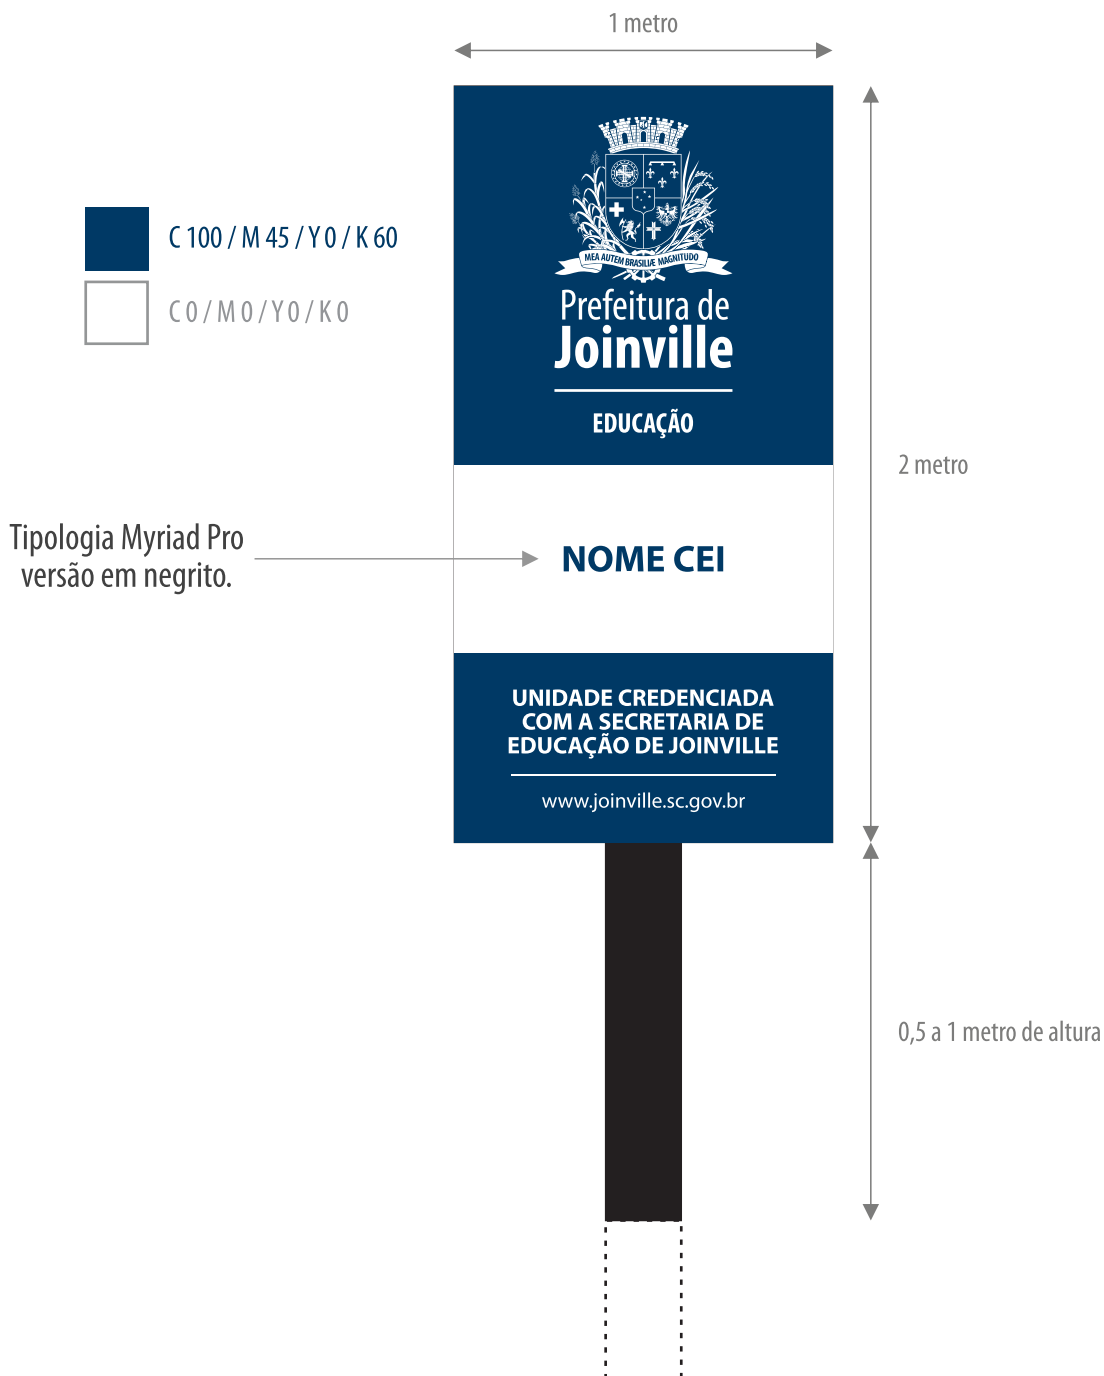 1 metro
C 100 / M 45 / Y 0 / K 60
C 0 / M 0 / Y 0 / K 0
MEA AUTEM BRASILIÆ MAGNITUDO
Prefeitura de
Joinville
EDUCAÇÃO
2 metro
Tipologia Myriad Pro
versão em negrito.
NOME CEI
UNIDADE CREDENCIADA
COM A SECRETARIA DE
EDUCAÇÃO DE JOINVILLE
www.joinville.sc.gov.br
0,5 a 1 metro de altura